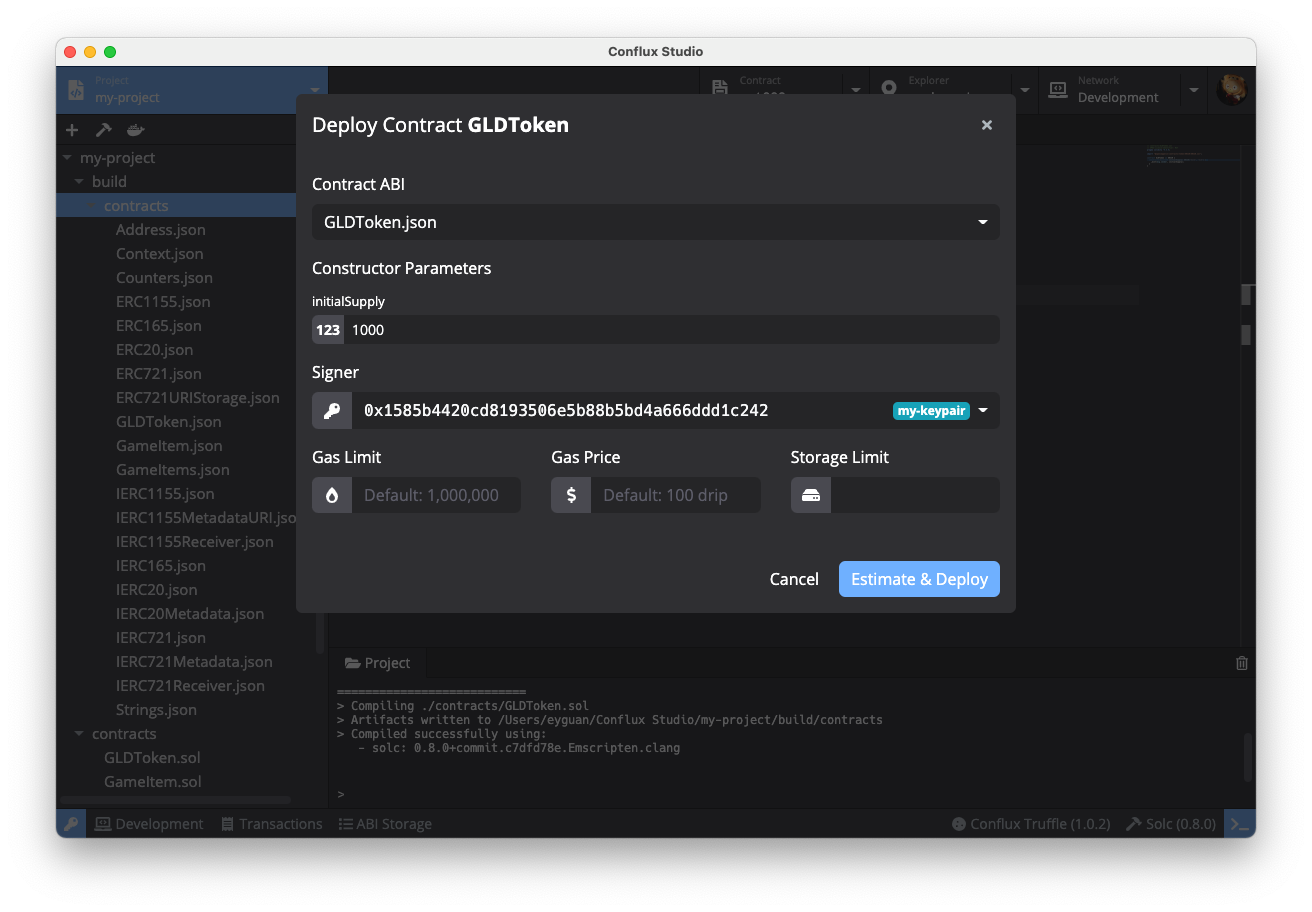 Conflux Studio
Project
my-project
Contract
Explorer
Network
Development
Deploy Contract GLDToken
×
Contract ABI
GLDToken.json
Constructor Parameters
initialSupply
123 1000
Signer
0x1585b4420cd8193506e5b88b5bd4a666ddd1c242 my-keypair
Gas Limit Gas Price Storage Limit
Default: 1,000,000 Default: 100 drip
Cancel Estimate & Deploy
my-project
build
contracts
Address.json
Context.json
Counters.json
ERC1155.json
ERC165.json
ERC20.json
ERC721.json
ERC721URIStorage.json
GLDToken.json
GameItem.json
GameItems.json
IERC1155.json
IERC1155MetadataURI.jso
IERC1155Receiver.json
IERC165.json
IERC20.json
IERC20Metadata.json
IERC721.json
IERC721Metadata.json
IERC721Receiver.json
Strings.json
contracts
GLDToken.sol
GameItem.sol
Project
===========================
> Compiling ./contracts/GLDToken.sol
> Artifacts written to /Users/eyguan/Conflux Studio/my-project/build/contracts
> Compiled successfully using:
- solc: 0.8.0+commit.c7dfd78e.Emscripten.clang
>
Development Transactions ABI Storage Conflux Truffle (1.0.2) Solc (0.8.0)